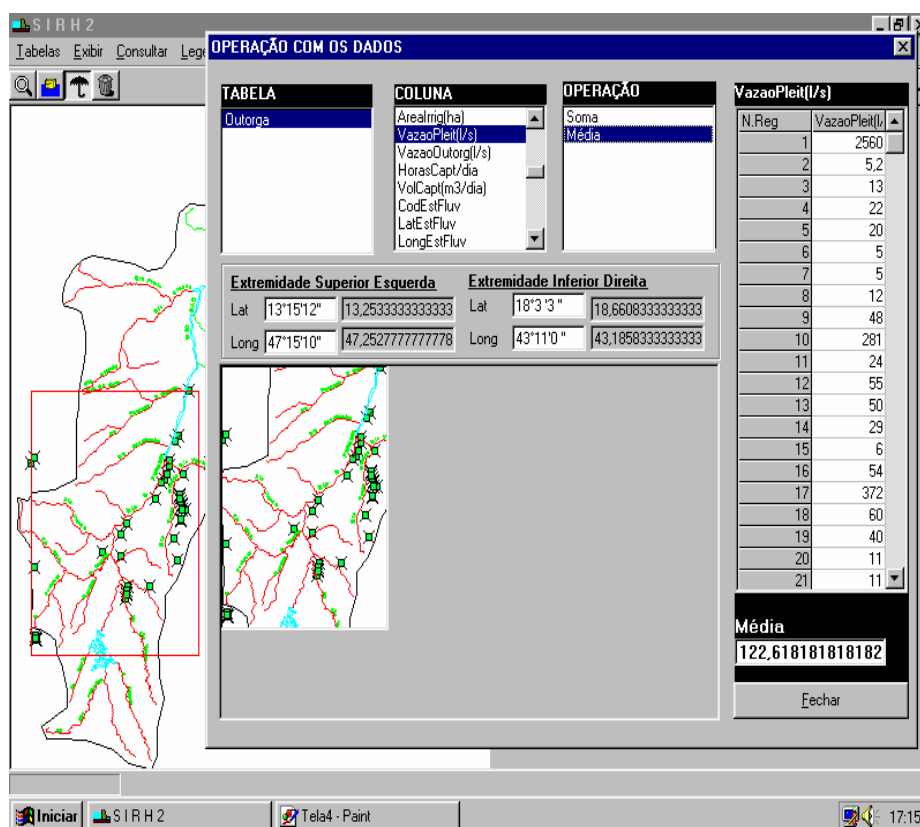 SIRH2
Tabelas Exibir Consultar Lege
OPERAÇÃO COM OS DADOS
TABELA
Outorga
COLUNA
AreaIrrig(ha)
VazaoPleit(l/s)
VazaoOutorg(l/s)
HorasCapt/dia
VolCapt(m3/dia)
CodEstFluv
LatEstFluv
LongEstFluv
OPERAÇÃO
Soma
Média
Extremidade Superior Esquerda
Lat 13°15'12" 13,2533333333333
Long 47°15'10" 47,2527777777778
Extremidade Inferior Direita
Lat 18°3'3" 18,6608333333333
Long 43°11'0" 43,1858333333333
VazaoPleit(l/s)
N.Reg VazaoPleit(l/
1 2560
2 5,2
3 13
4 22
5 20
6 5
7 5
8 12
9 48
10 281
11 24
12 55
13 50
14 29
15 6
16 54
17 372
18 60
19 40
20 11
21 11
Média
122,618181818182
Fechar
Iniciar SIRH2 Tela4 - Paint 17:15